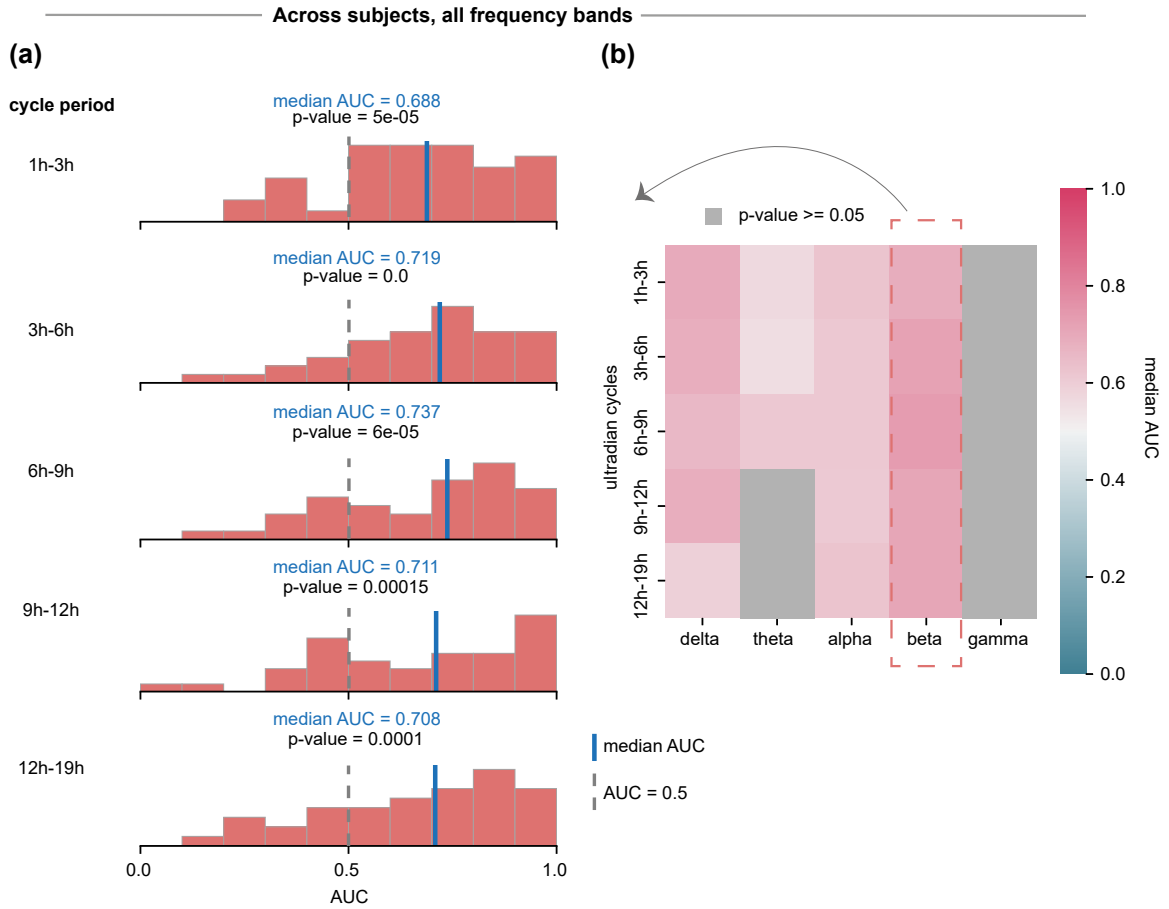 Across subjects, all frequency bands
(a)
cycle period
median AUC = 0.688
p-value = 5e-05
1h-3h
median AUC = 0.719
p-value = 0.0
3h-6h
median AUC = 0.737
p-value = 6e-05
6h-9h
median AUC = 0.711
p-value = 0.00015
9h-12h
median AUC = 0.708
p-value = 0.0001
12h-19h
0.0
0.5
1.0
AUC
median AUC
AUC = 0.5
(b)
p-value >= 0.05
ultradian cycles
1h-3h
3h-6h
6h-9h
9h-12h
12h-19h
delta
theta
alpha
beta
gamma
1.0
0.8
0.6
0.4
0.2
0.0
median AUC